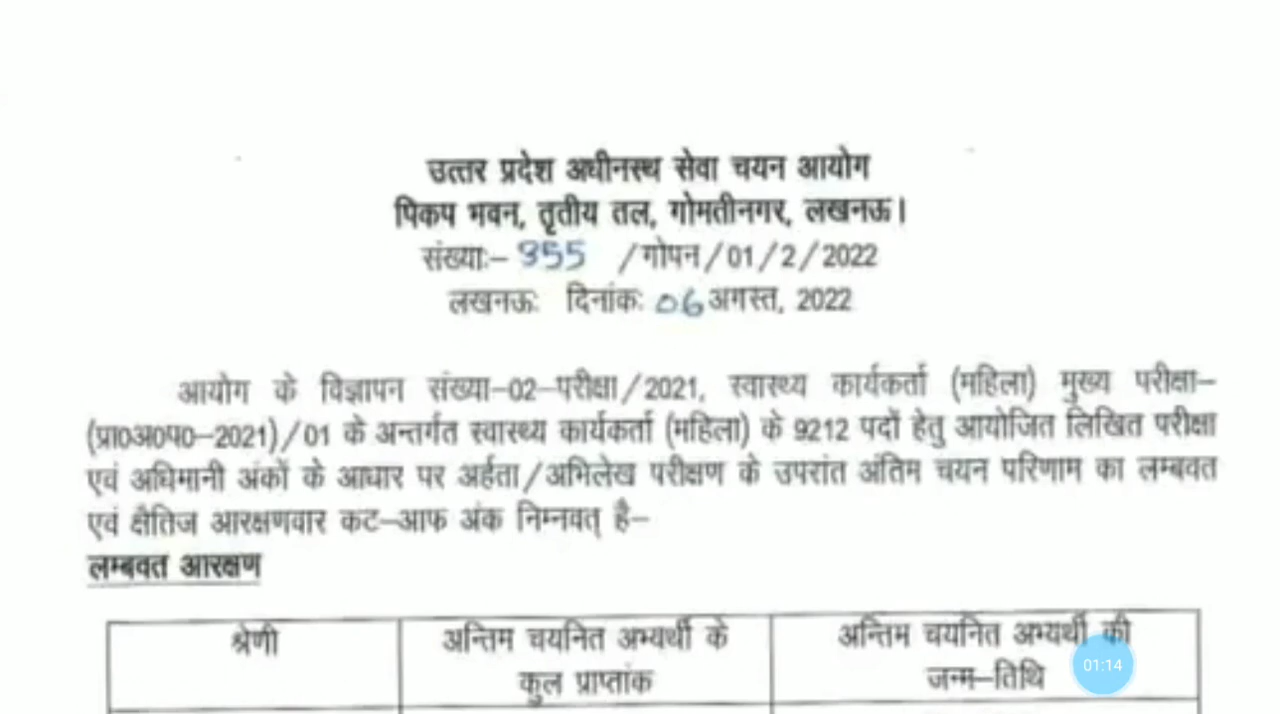 उत्तर प्रदेश अधीनस्थ सेवा चयन आयोग
पिकप भवन, तृतीय तल, गोमतीनगर, लखनऊ।
संख्याः– 955 /गोपन/01/2/2022
लखनऊः दिनांकः 06 अगस्त, 2022
आयोग के विज्ञापन संख्या–02–परीक्षा/2021, स्वास्थ्य कार्यकर्ता (महिला) मुख्य परीक्षा–
(प्रा0अ0प0–2021)/01 के अन्तर्गत स्वास्थ्य कार्यकर्ता (महिला) के 9212 पदों हेतु आयोजित लिखित परीक्षा
एवं अधिमानी अंकों के आधार पर अर्हता/अभिलेख परीक्षण के उपरांत अंतिम चयन परिणाम का लम्बवत
एवं क्षैतिज आरक्षणवार कट–आफ अंक निम्नवत् है–
लम्बवत आरक्षण
श्रेणी
अन्तिम चयनित अभ्यर्थी के
कुल प्राप्तांक
अन्तिम चयनित अभ्यर्थी की
जन्म–तिथि
01:14